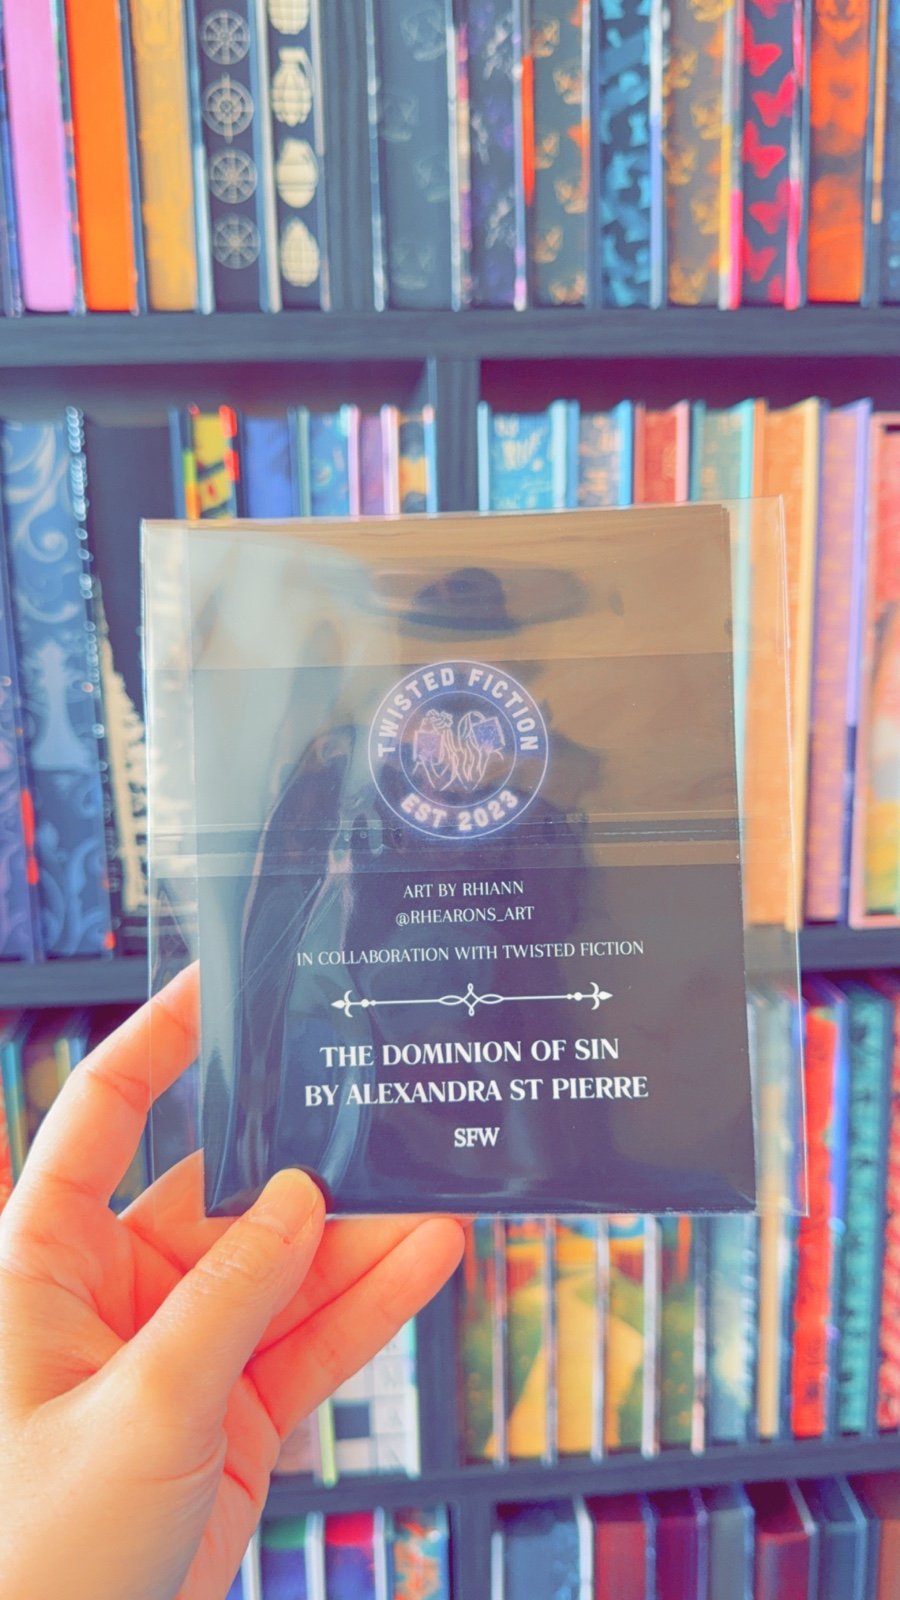 TWISTED FICTION
EST 2023
ART BY RHIANN
@RHEARONS_ART
IN COLLABORATION WITH TWISTED FICTION
THE DOMINION OF SIN
BY ALEXANDRA ST PIERRE
SFW